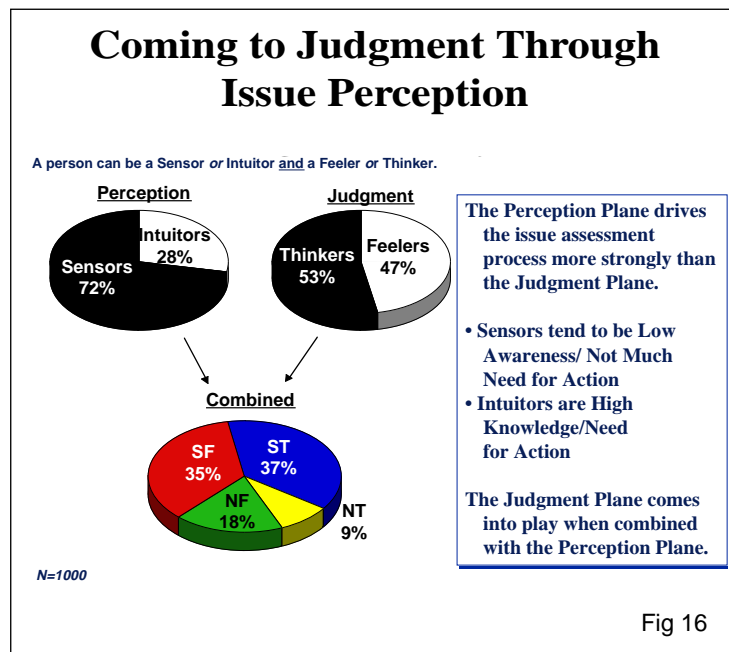 Coming to Judgment Through
Issue Perception
A person can be a Sensor or Intuitor and a Feeler or Thinker.
Perception
Intuitors
28%
Sensors
72%
Judgment
Thinkers
53%
Feelers
47%
Combined
SF
35%
ST
37%
NF
18%
NT
9%
N=1000
The Perception Plane drives
the issue assessment
process more strongly than
the Judgment Plane.
• Sensors tend to be Low
Awareness/ Not Much
Need for Action
• Intuitors are High
Knowledge/Need
for Action
The Judgment Plane comes
into play when combined
with the Perception Plane.
Fig 16